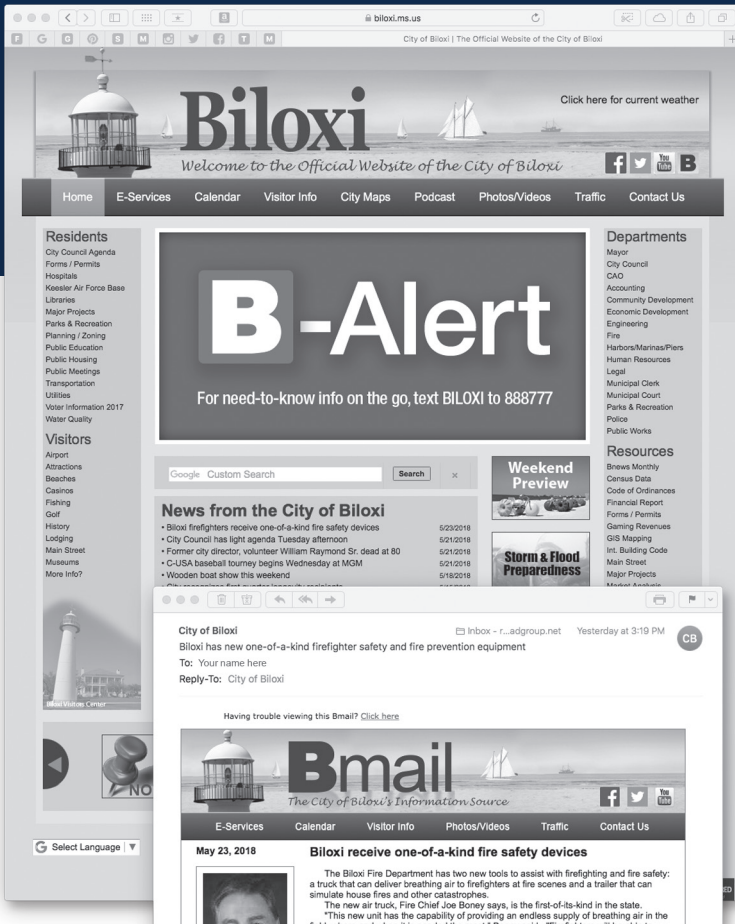 biloxi.ms.us
City of Biloxi | The Official Website of the City of Biloxi
Biloxi
Welcome to the Official Website of the City of Biloxi
Click here for current weather
Home E-Services Calendar Visitor Info City Maps Podcast Photos/Videos Traffic Contact Us
Residents
City Council Agenda
Forms / Permits
Hospitals
Keesler Air Force Base
Libraries
Major Projects
Parks & Recreation
Planning / Zoning
Public Education
Public Housing
Public Meetings
Transportation
Utilities
Voter Information 2017
Water Quality
Visitors
Airport
Attractions
Beaches
Casinos
Fishing
Golf
History
Lodging
Main Street
Museums
More Info?
Biloxi Visitors Center
B-Alert
For need-to-know info on the go, text BILOXI to 888777
Google Custom Search
Search
x
News from the City of Biloxi
• Biloxi firefighters receive one-of-a-kind fire safety devices 5/23/2018
• City Council has light agenda Tuesday afternoon 5/21/2018
• Former city director, volunteer William Raymond Sr. dead at 80 5/21/2018
• C-USA baseball tourney begins Wednesday at MGM 5/21/2018
• Wooden boat show this weekend 5/18/2018
Weekend
Preview
Storm & Flood
Preparedness
Departments
Mayor
City Council
CAO
Accounting
Community Development
Economic Development
Engineering
Fire
Harbors/Marinas/Piers
Human Resources
Legal
Municipal Clerk
Municipal Court
Parks & Recreation
Police
Public Works
Resources
Bnews Monthly
Census Data
Code of Ordinances
Financial Report
Forms / Permits
Gaming Revenues
GIS Mapping
Int. Building Code
Main Street
Major Projects
Market Analysis
NO
Select Language
City of Biloxi
Inbox - r...adgroup.net Yesterday at 3:19 PM
CB
Biloxi has new one-of-a-kind firefighter safety and fire prevention equipment
To: Your name here
Reply-To: City of Biloxi
Having trouble viewing this Bmail? Click here
Bmail
The City of Biloxi's Information Source
You
Tube
E-Services Calendar Visitor Info Photos/Videos Traffic Contact Us
May 23, 2018
Biloxi receive one-of-a-kind fire safety devices
The Biloxi Fire Department has two new tools to assist with firefighting and fire safety:
a truck that can deliver breathing air to firefighters at fire scenes and a trailer that can
simulate house fires and other catastrophes.
The new air truck, Fire Chief Joe Boney says, is the first-of-its-kind in the state.
"This new unit has the capability of providing an endless supply of breathing air in the